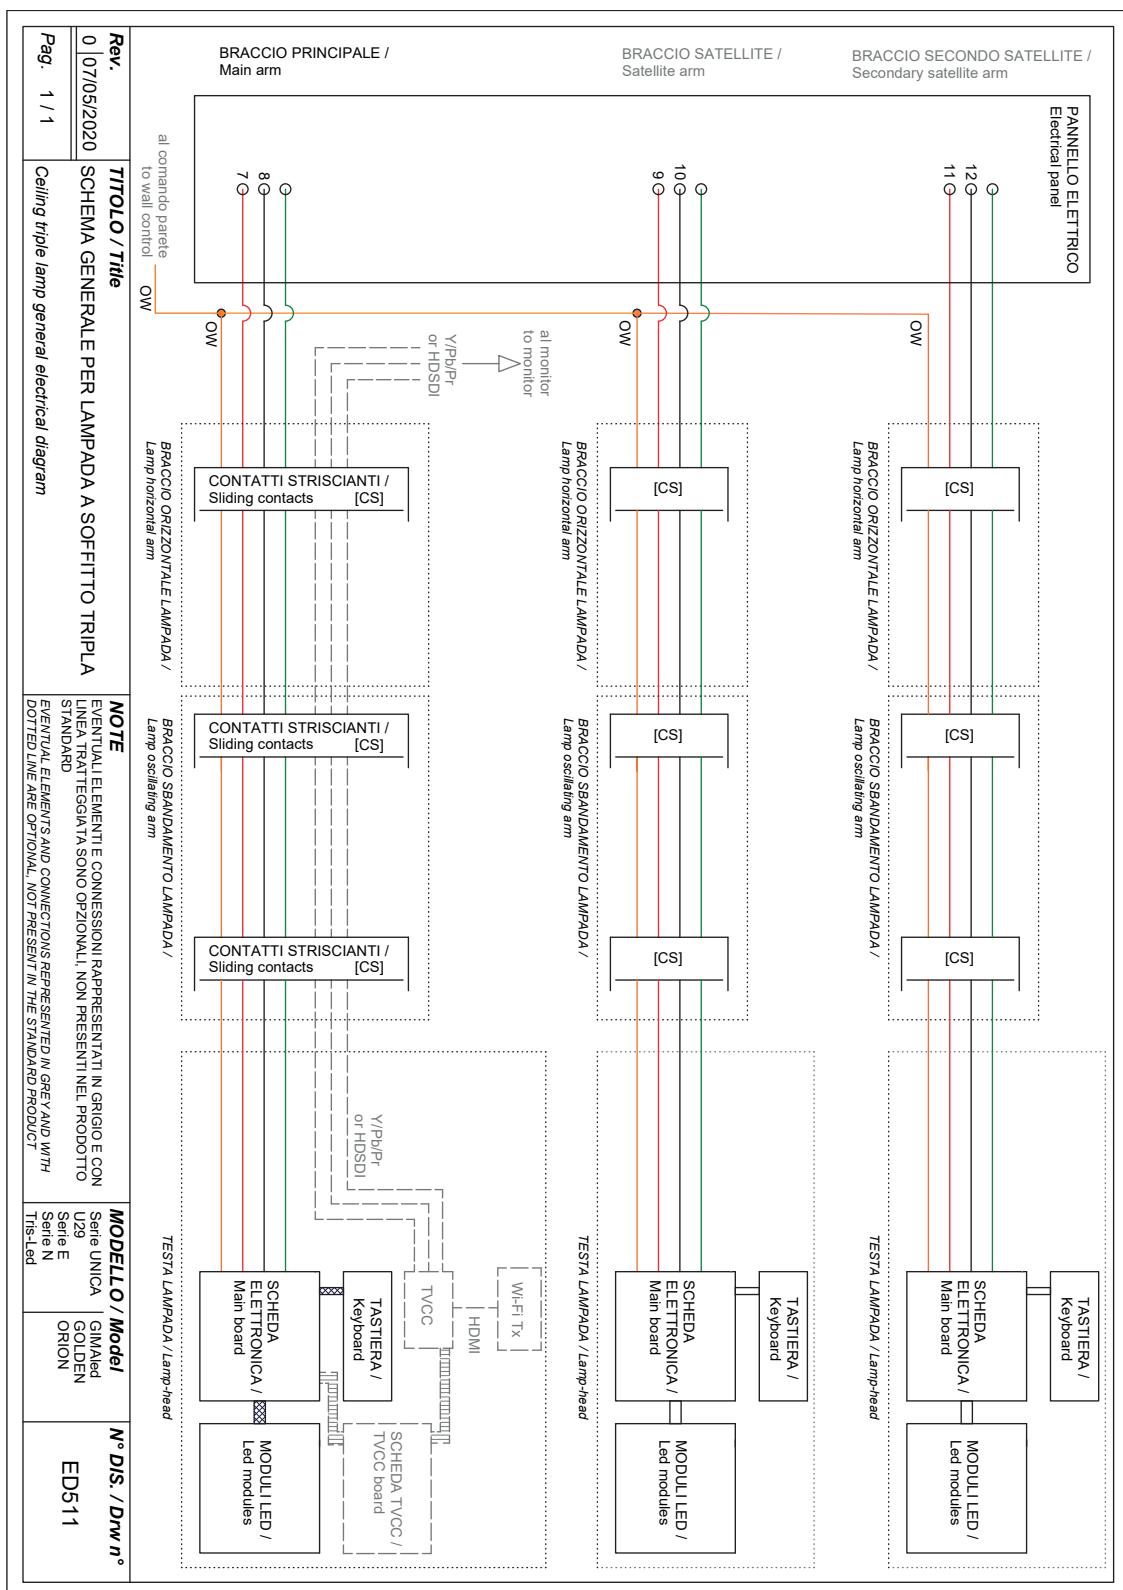 BRACCIO PRINCIPALE /
Main arm
BRACCIO SATELLITE /
Satellite arm
BRACCIO SECONDO SATELLITE /
Secondary satellite arm
PANNELLO ELETTRICO
Electrical panel
7
8
9
10
11
12
al comando parete
to wall control
OW
OW
OW
OW
al monitor
to monitor
Y/Pb/Pr
or HDSDI
BRACCIO ORIZZONTALE LAMPADA /
Lamp horizontal arm
CONTATTI STRISCIANTI /
Sliding contacts [CS]
BRACCIO ORIZZONTALE LAMPADA /
Lamp horizontal arm
[CS]
BRACCIO ORIZZONTALE LAMPADA /
Lamp horizontal arm
[CS]
BRACCIO SBANDAMENTO LAMPADA /
Lamp oscillating arm
CONTATTI STRISCIANTI /
Sliding contacts [CS]
CONTATTI STRISCIANTI /
Sliding contacts [CS]
BRACCIO SBANDAMENTO LAMPADA /
Lamp oscillating arm
[CS]
[CS]
BRACCIO SBANDAMENTO LAMPADA /
Lamp oscillating arm
[CS]
[CS]
TESTA LAMPADA / Lamp-head
Y/Pb/Pr
or HDSDI
SCHEDA
ELETTRONICA /
Main board
TASTIERA /
Keyboard
TVCC
HDMI
Wi-Fi Tx
MODULI LED /
Led modules
SCHEDA TVCC /
TVCC board
TESTA LAMPADA / Lamp-head
SCHEDA
ELETTRONICA /
Main board
TASTIERA /
Keyboard
MODULI LED /
Led modules
TESTA LAMPADA / Lamp-head
SCHEDA
ELETTRONICA /
Main board
TASTIERA /
Keyboard
MODULI LED /
Led modules
Rev.
0 07/05/2020
Pag. 1 / 1
TITOLO / Title
SCHEMA GENERALE PER LAMPADA A SOFFITTO TRIPLA
Ceiling triple lamp general electrical diagram
NOTE
EVENTUALI ELEMENTI E CONNESSIONI RAPPRESENTATI IN GRIGIO E CON
LINEA TRATTEGGIATA SONO OPZIONALI, NON PRESENTI NEL PRODOTTO
STANDARD
EVENTUAL ELEMENTS AND CONNECTIONS REPRESENTED IN GREY AND WITH
DOTTED LINE ARE OPTIONAL, NOT PRESENT IN THE STANDARD PRODUCT
MODELLO / Model
Serie UNICA
U29
Serie E
Serie N
Tris-Led
GIMAled
GOLDEN
ORION
N° DIS. / Drw n°
ED511